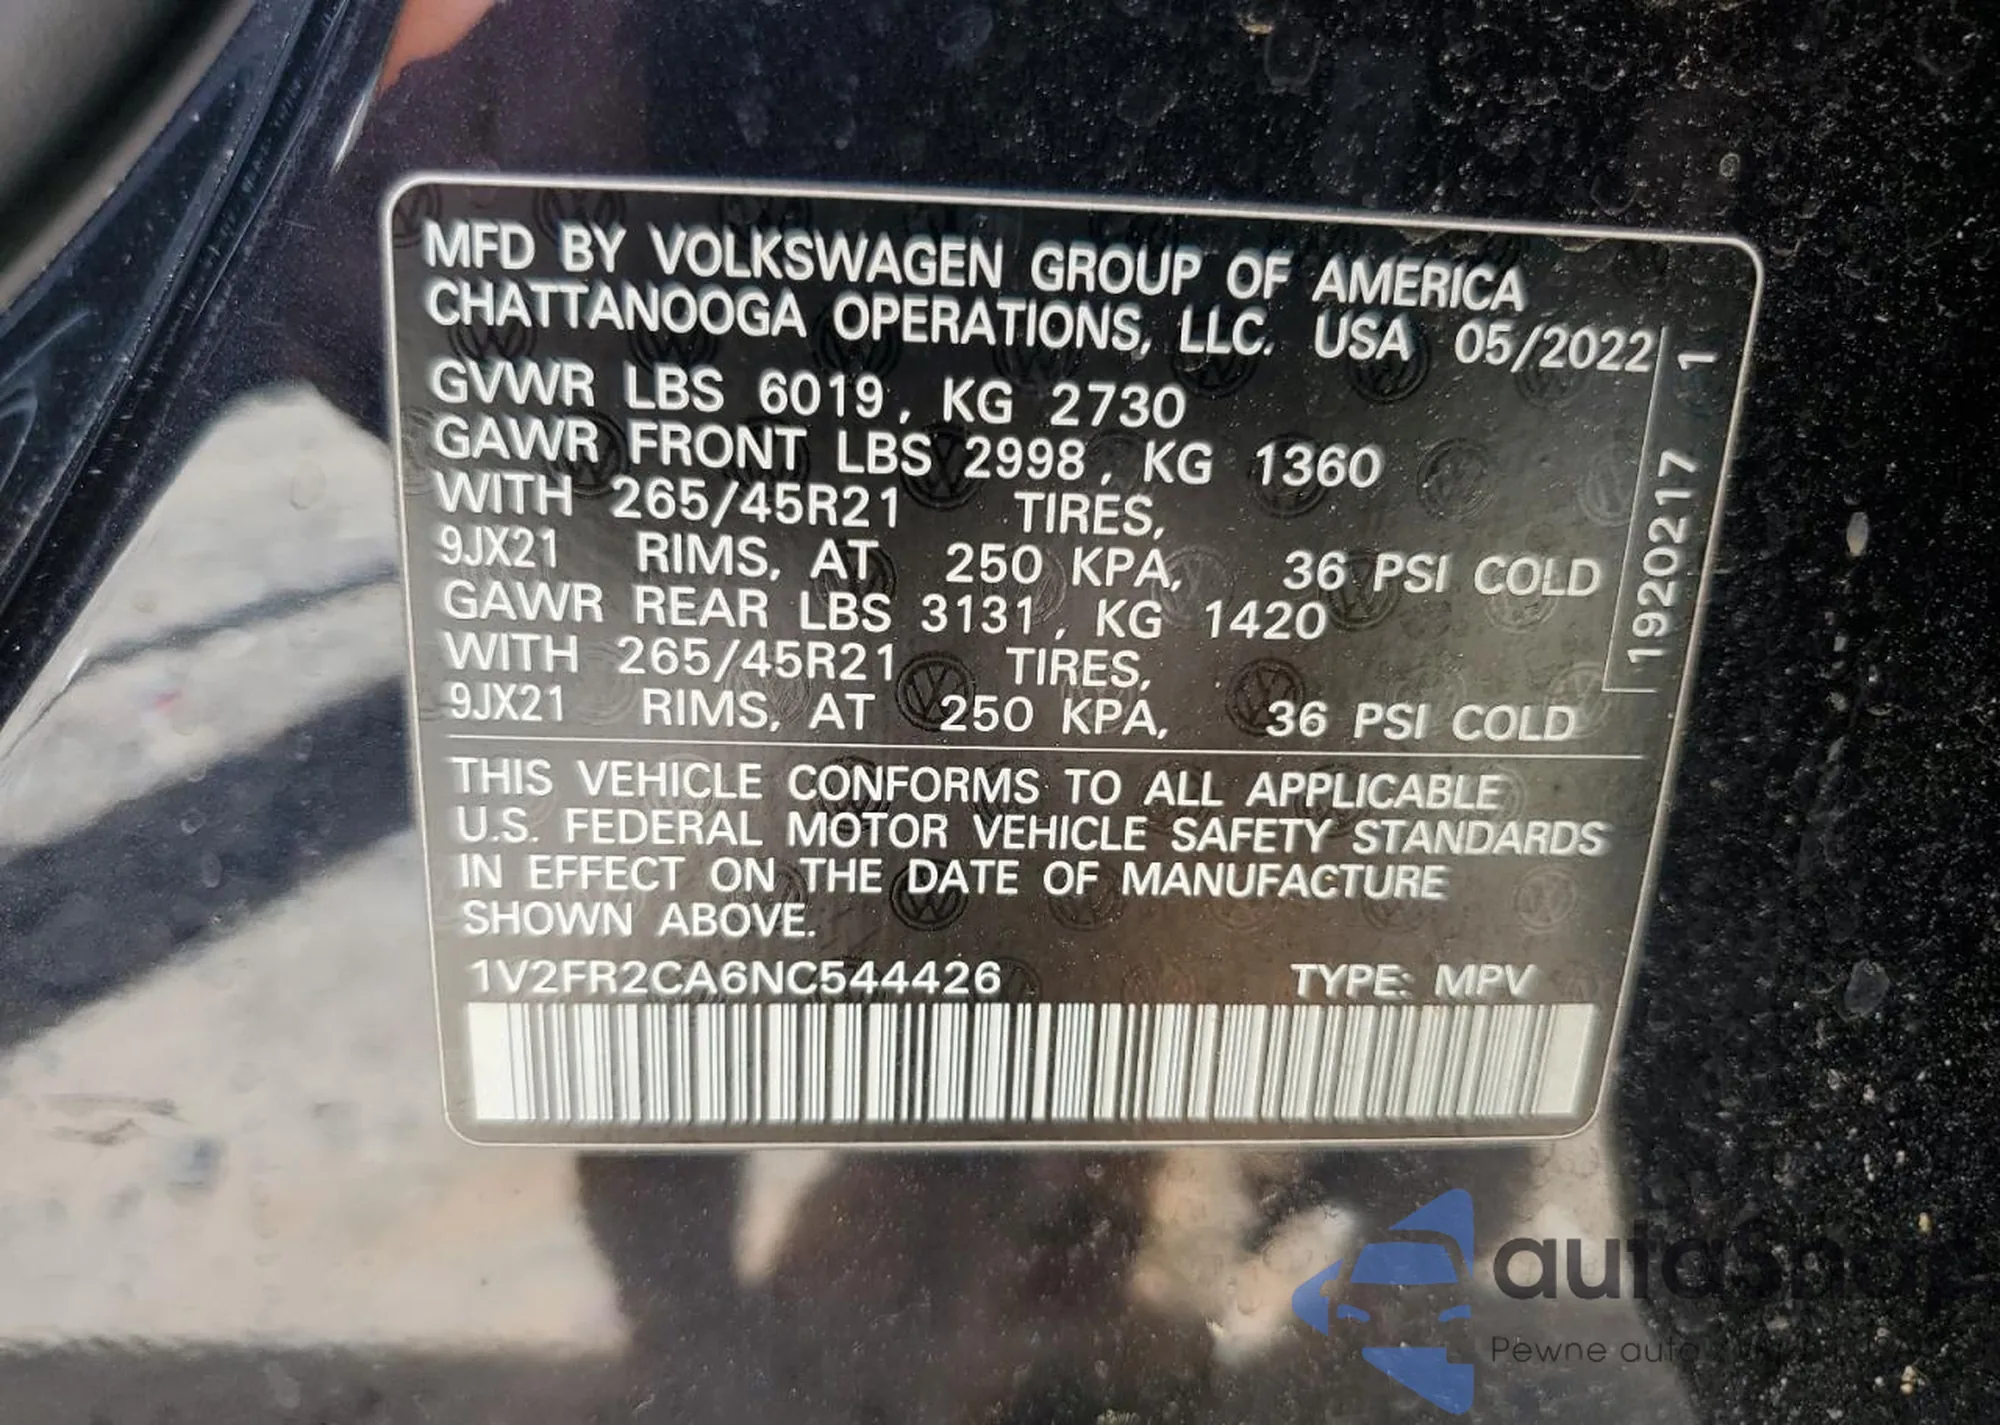 MFD BY VOLKSWAGEN GROUP OF AMERICA
CHATTANOOGA OPERATIONS, LLC. USA 05/2022
GVWR LBS 6019, KG 2730
GAWR FRONT LBS 2998, KG 1360
WITH 265/45R21 TIRES,
9JX21 RIMS, AT 250 KPA, 36 PSI COLD
GAWR REAR LBS 3131, KG 1420
WITH 265/45R21 TIRES,
9JX21 RIMS, AT 250 KPA, 36 PSI COLD
1920217 1
THIS VEHICLE CONFORMS TO ALL APPLICABLE
U.S. FEDERAL MOTOR VEHICLE SAFETY STANDARDS
IN EFFECT ON THE DATE OF MANUFACTURE
SHOWN ABOVE.
1V2FR2CA6NC544426 TYPE: MPV
autaShop
Pewne auto